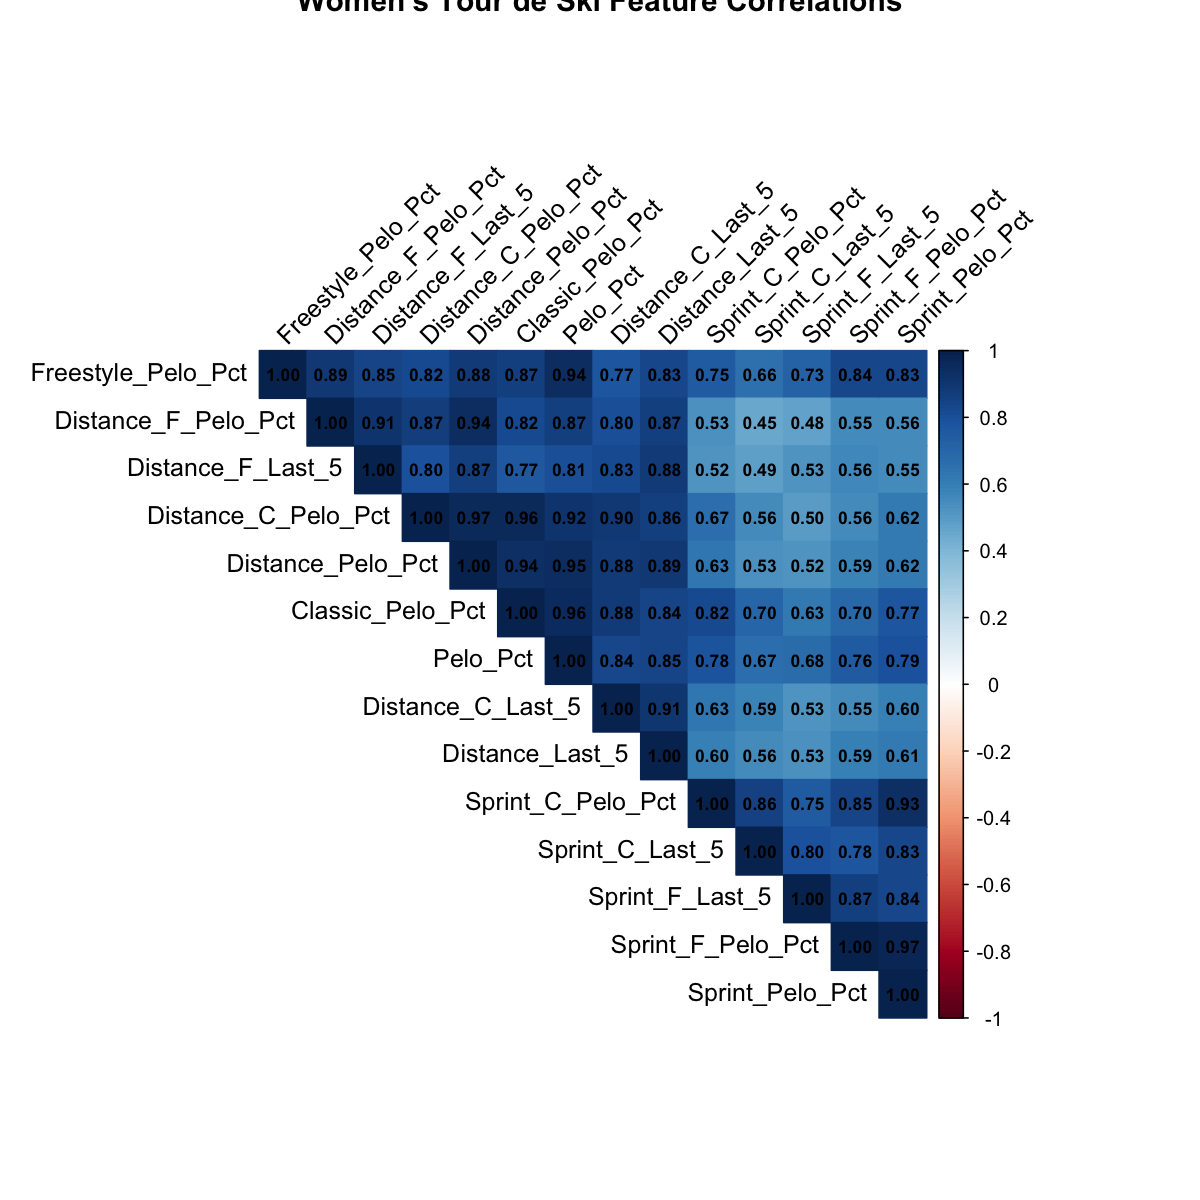 Women's Tour de Ski Feature Correlations
Freestyle_Pelo_Pct
Distance_F_Pelo_Pct
Distance_F_Last_5
Distance_C_Pelo_Pct
Distance_Pelo_Pct
Classic_Pelo_Pct
Pelo_Pct
Distance_C_Last_5
Distance_Last_5
Sprint_C_Pelo_Pct
Sprint_C_Last_5
Sprint_F_Last_5
Sprint_F_Pelo_Pct
Sprint_Pelo_Pct
Freestyle_Pelo_Pct 1.00 0.89 0.85 0.82 0.88 0.87 0.94 0.77 0.83 0.75 0.66 0.73 0.84 0.83
Distance_F_Pelo_Pct 1.00 0.91 0.87 0.94 0.82 0.87 0.80 0.87 0.53 0.45 0.48 0.55 0.56
Distance_F_Last_5 1.00 0.80 0.87 0.77 0.81 0.83 0.88 0.52 0.49 0.53 0.56 0.55
Distance_C_Pelo_Pct 1.00 0.97 0.96 0.92 0.90 0.86 0.67 0.56 0.50 0.56 0.62
Distance_Pelo_Pct 1.00 0.94 0.95 0.88 0.89 0.63 0.53 0.52 0.59 0.62
Classic_Pelo_Pct 1.00 0.96 0.88 0.84 0.82 0.70 0.63 0.70 0.77
Pelo_Pct 1.00 0.84 0.85 0.78 0.67 0.68 0.76 0.79
Distance_C_Last_5 1.00 0.91 0.63 0.59 0.53 0.55 0.60
Distance_Last_5 1.00 0.60 0.56 0.53 0.59 0.61
Sprint_C_Pelo_Pct 1.00 0.86 0.75 0.85 0.93
Sprint_C_Last_5 1.00 0.80 0.78 0.83
Sprint_F_Last_5 1.00 0.87 0.84
Sprint_F_Pelo_Pct 1.00 0.97
Sprint_Pelo_Pct 1.00
1
0.8
0.6
0.4
0.2
0
-0.2
-0.4
-0.6
-0.8
-1